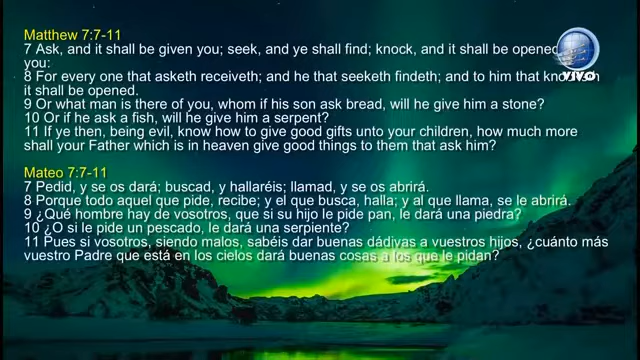 Matthew 7:7-11
7 Ask, and it shall be given you; seek, and ye shall find; knock, and it shall be opened
you:
8 For every one that asketh receiveth; and he that seeketh findeth; and to him that
it shall be opened.
9 Or what man is there of you, whom if his son ask bread, will he give him a stone?
10 Or if he ask a fish, will he give him a serpent?
11 If ye then, being evil, know how to give good gifts unto your children, how much more
shall your Father which is in heaven give good things to them that ask him?
VIVO
Mateo 7:7-11
7 Pedid, y se os dará; buscad, y hallaréis; llamad, y se os abrirá.
8 Porque todo aquel que pide, recibe; y el que busca, halla; y al que llama, se le abrirá.
9 ¿Qué hombre hay de vosotros, que si su hijo le pide pan, le dará una piedra?
10 ¿O si le pide un pescado, le dará una serpiente?
11 Pues si vosotros, siendo malos, sabéis dar buenas dádivas a vuestros hijos, ¿cuánto más
vuestro Padre que está en los cielos dará buenas cosas a los que le pidan?